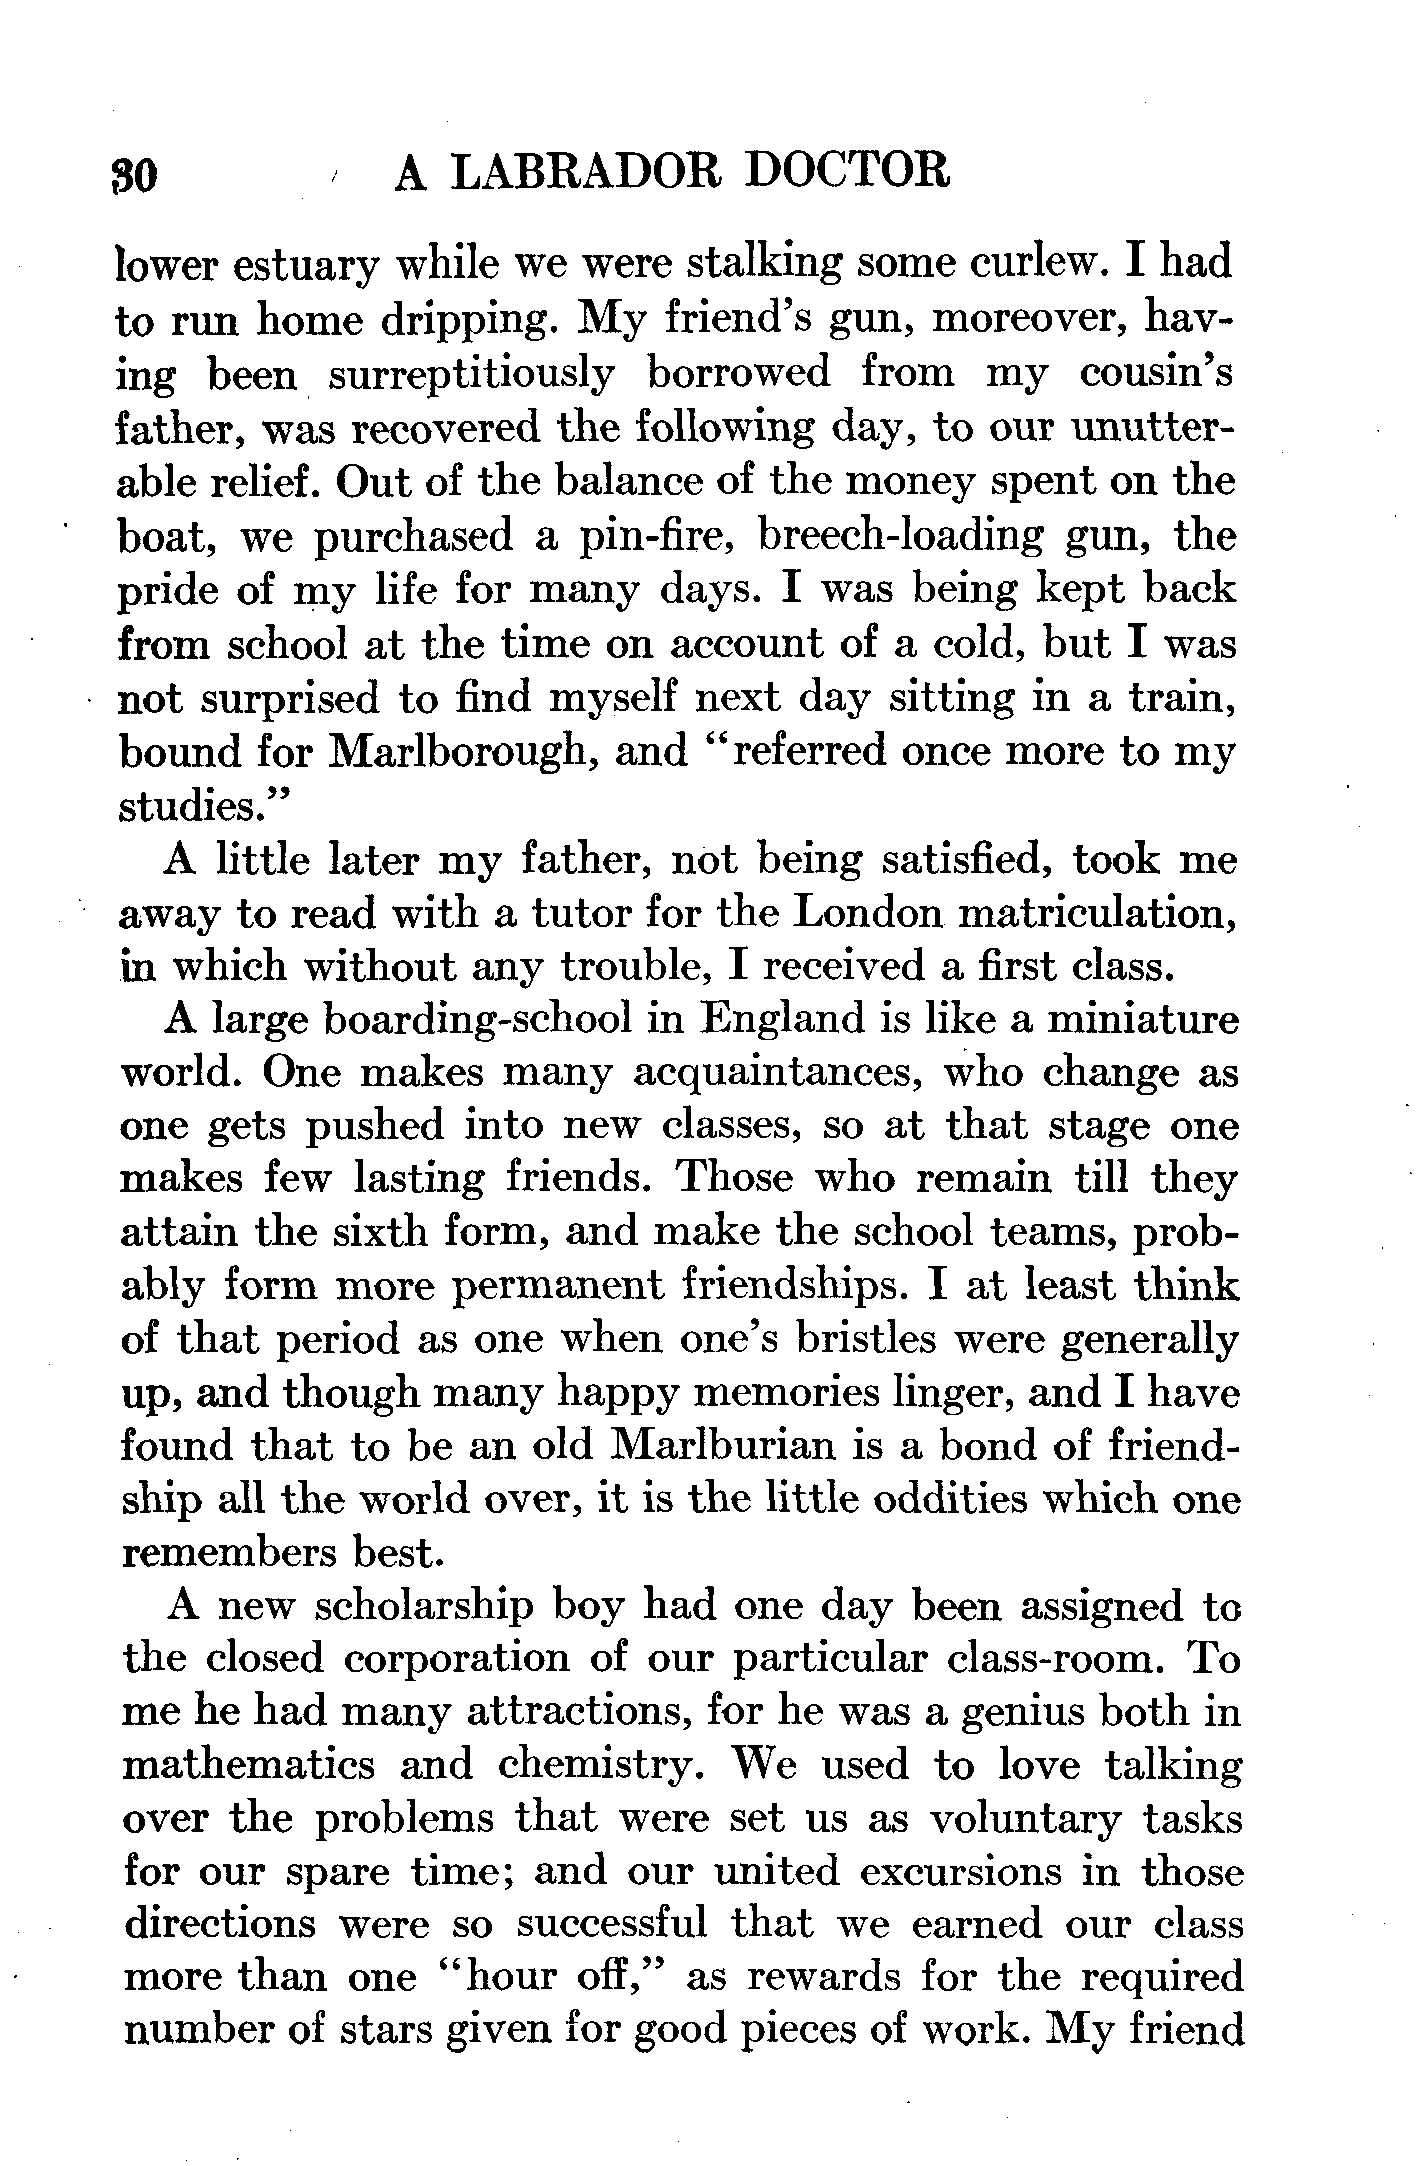 30 A LABRADOR DOCTOR
lower estuary while we were stalking some curlew. I had
to run home dripping. My friend's gun, moreover, hav-
ing been surreptitiously borrowed from my cousin's
father, was recovered the following day, to our unutter-
able relief. Out of the balance of the money spent on the
boat, we purchased a pin-fire, breech-loading gun, the
pride of my life for many days. I was being kept back
from school at the time on account of a cold, but I was
not surprised to find myself next day sitting in a train,
bound for Marlborough, and "referred once more to my
studies."
A little later my father, not being satisfied, took me
away to read with a tutor for the London matriculation,
in which without any trouble, I received a first class.
A large boarding-school in England is like a miniature
world. One makes many acquaintances, who change as
one gets pushed into new classes, so at that stage one
makes few lasting friends. Those who remain till they
attain the sixth form, and make the school teams, prob-
ably form more permanent friendships. I at least think
of that period as one when one's bristles were generally
up, and though many happy memories linger, and I have
found that to be an old Marlburian is a bond of friend-
ship all the world over, it is the little oddities which one
remembers best.
A new scholarship boy had one day been assigned to
the closed corporation of our particular class-room. To
me he had many attractions, for he was a genius both in
mathematics and chemistry. We used to love talking
over the problems that were set us as voluntary tasks
for our spare time; and our united excursions in those
directions were so successful that we earned our class
more than one "hour off," as rewards for the required
number of stars given for good pieces of work. My friend